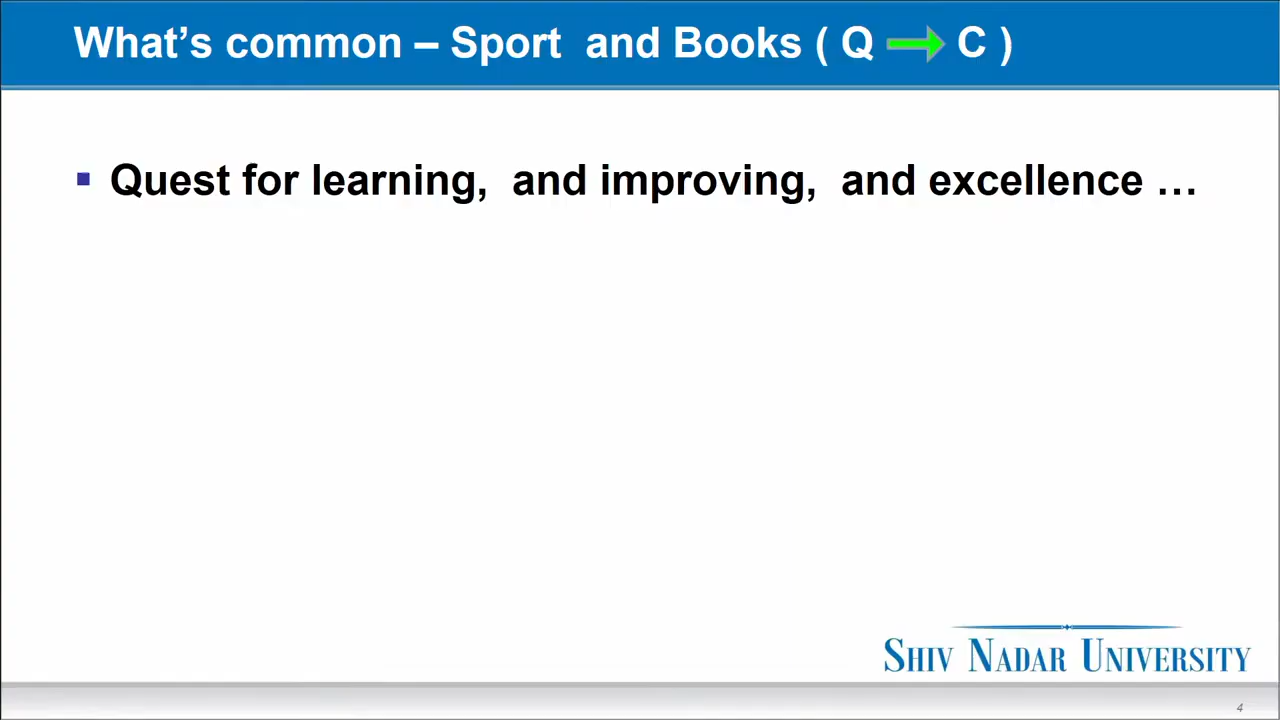 What's common – Sport and Books ( Q → C )
▪ Quest for learning, and improving, and excellence …
SHIV NADAR UNIVERSITY
4